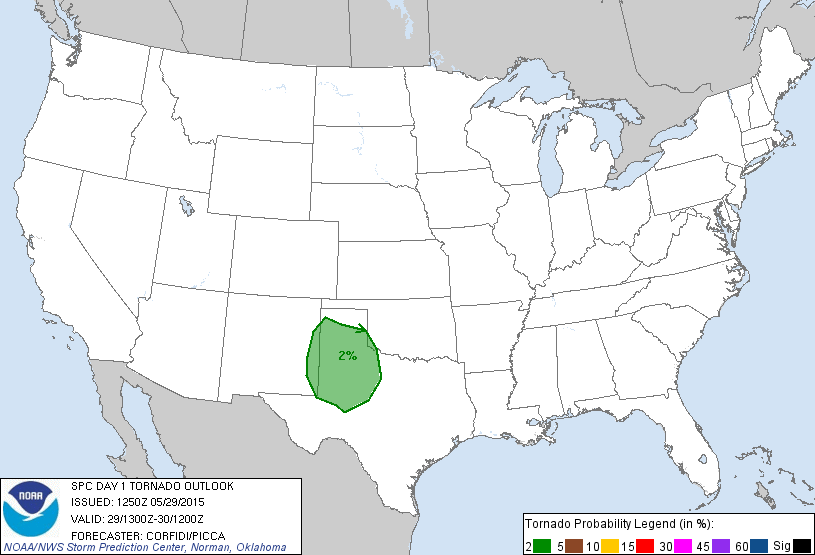 2%
NOAA
SPC DAY 1 TORNADO OUTLOOK
ISSUED: 1250Z 05/29/2015
VALID: 29/1300Z-30/1200Z
FORECASTER: CORFIDI/PICCA
NOAA/NWS Storm Prediction Center, Norman, Oklahoma
Tornado Probability Legend (in %):
2 5 10 15 30 45 60 Sig